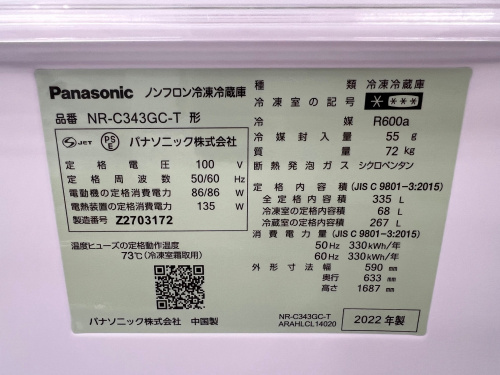 Panasonic ノンフロン冷凍冷蔵庫
品番 NR-C343GC-T 形
JET PSE パナソニック株式会社
定格電圧 100 V
定格周波数 50/60 Hz
電動機の定格消費電力 86/86 W
電熱装置の定格消費電力 135 W
製造番号 Z2703172
温度ヒューズの定格動作温度
73℃(冷凍室霜取用)
パナソニック株式会社 中国製
種類 冷凍冷蔵庫
冷凍室の記号 ****
冷媒 R600a
冷媒封入量 55 g
質量 72 kg
断熱発泡ガス シクロペンタン
定格内容積 (JIS C 9801-3:2015)
全定格内容積 335 L
冷凍室の定格内容積 68 L
冷蔵室の定格内容積 267 L
消費電力量 (JIS C 9801-3:2015)
50 Hz 330 kWh/年
60 Hz 330 kWh/年
外形寸法 幅 590 mm
奥行 633 mm
高さ 1687 mm
NR-C343GC-T
ARAHLCL14020
2022 年製